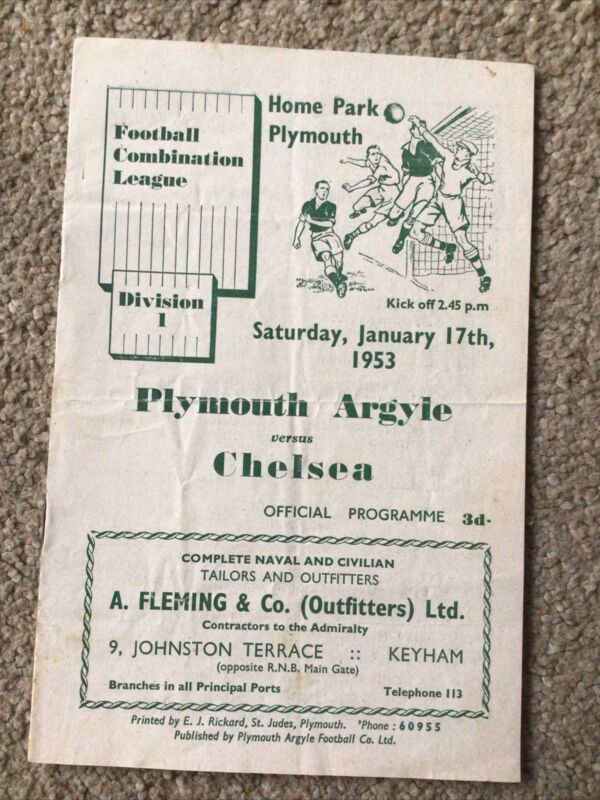 Football
Combination
League
Division
1
Home Park
Plymouth
Kick off 2.45 p.m
Saturday, January 17th,
1953
Plymouth Argyle
versus
Chelsea
OFFICIAL PROGRAMME 3d.
COMPLETE NAVAL AND CIVILIAN
TAILORS AND OUTFITTERS
A. FLEMING & Co. (Outfitters) Ltd.
Contractors to the Admiralty
9, JOHNSTON TERRACE :: KEYHAM
(opposite R.N.B. Main Gate)
Branches in all Principal Ports Telephone 113
Printed by E. J. Rickard, St. Judes, Plymouth. 'Phone : 60955
Published by Plymouth Argyle Football Co. Ltd.